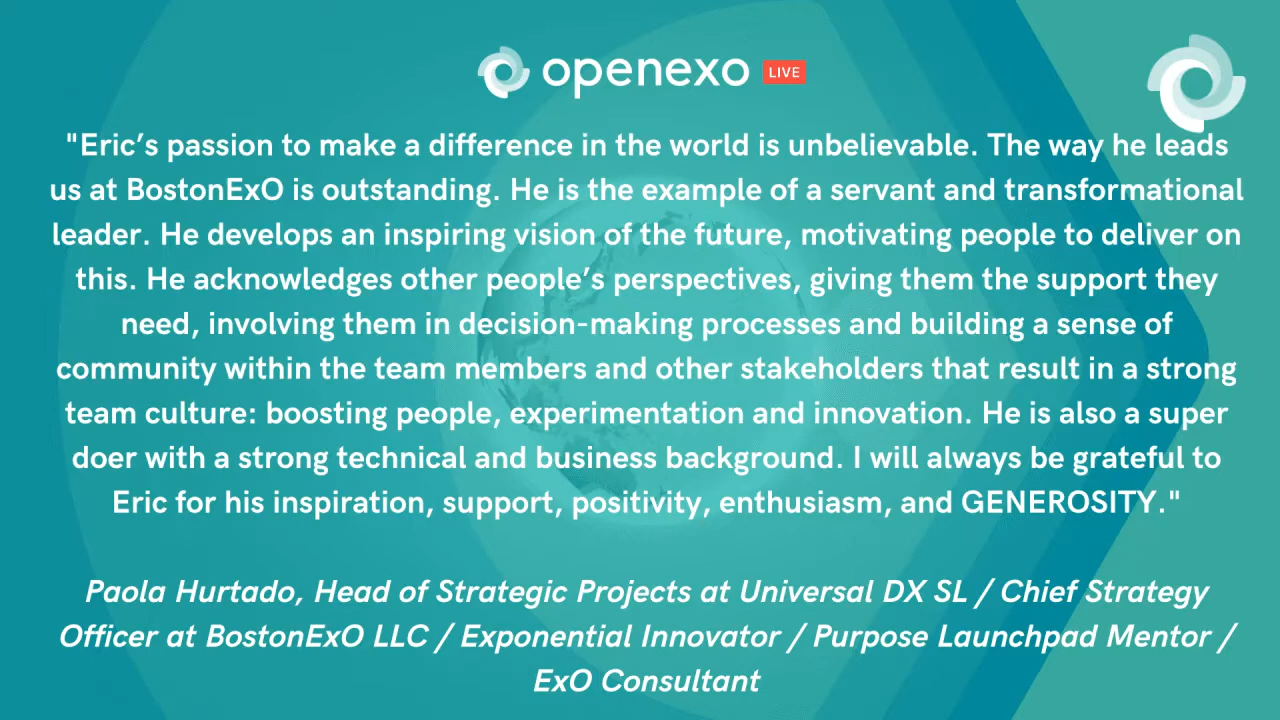 openexo LIVE
"Eric’s passion to make a difference in the world is unbelievable. The way he leads
us at BostonExO is outstanding. He is the example of a servant and transformational
leader. He develops an inspiring vision of the future, motivating people to deliver on
this. He acknowledges other people’s perspectives, giving them the support they
need, involving them in decision-making processes and building a sense of
community within the team members and other stakeholders that result in a strong
team culture: boosting people, experimentation and innovation. He is also a super
doer with a strong technical and business background. I will always be grateful to
Eric for his inspiration, support, positivity, enthusiasm, and GENEROSITY."
Paola Hurtado, Head of Strategic Projects at Universal DX SL / Chief Strategy
Officer at BostonExO LLC / Exponential Innovator / Purpose Launchpad Mentor /
ExO Consultant